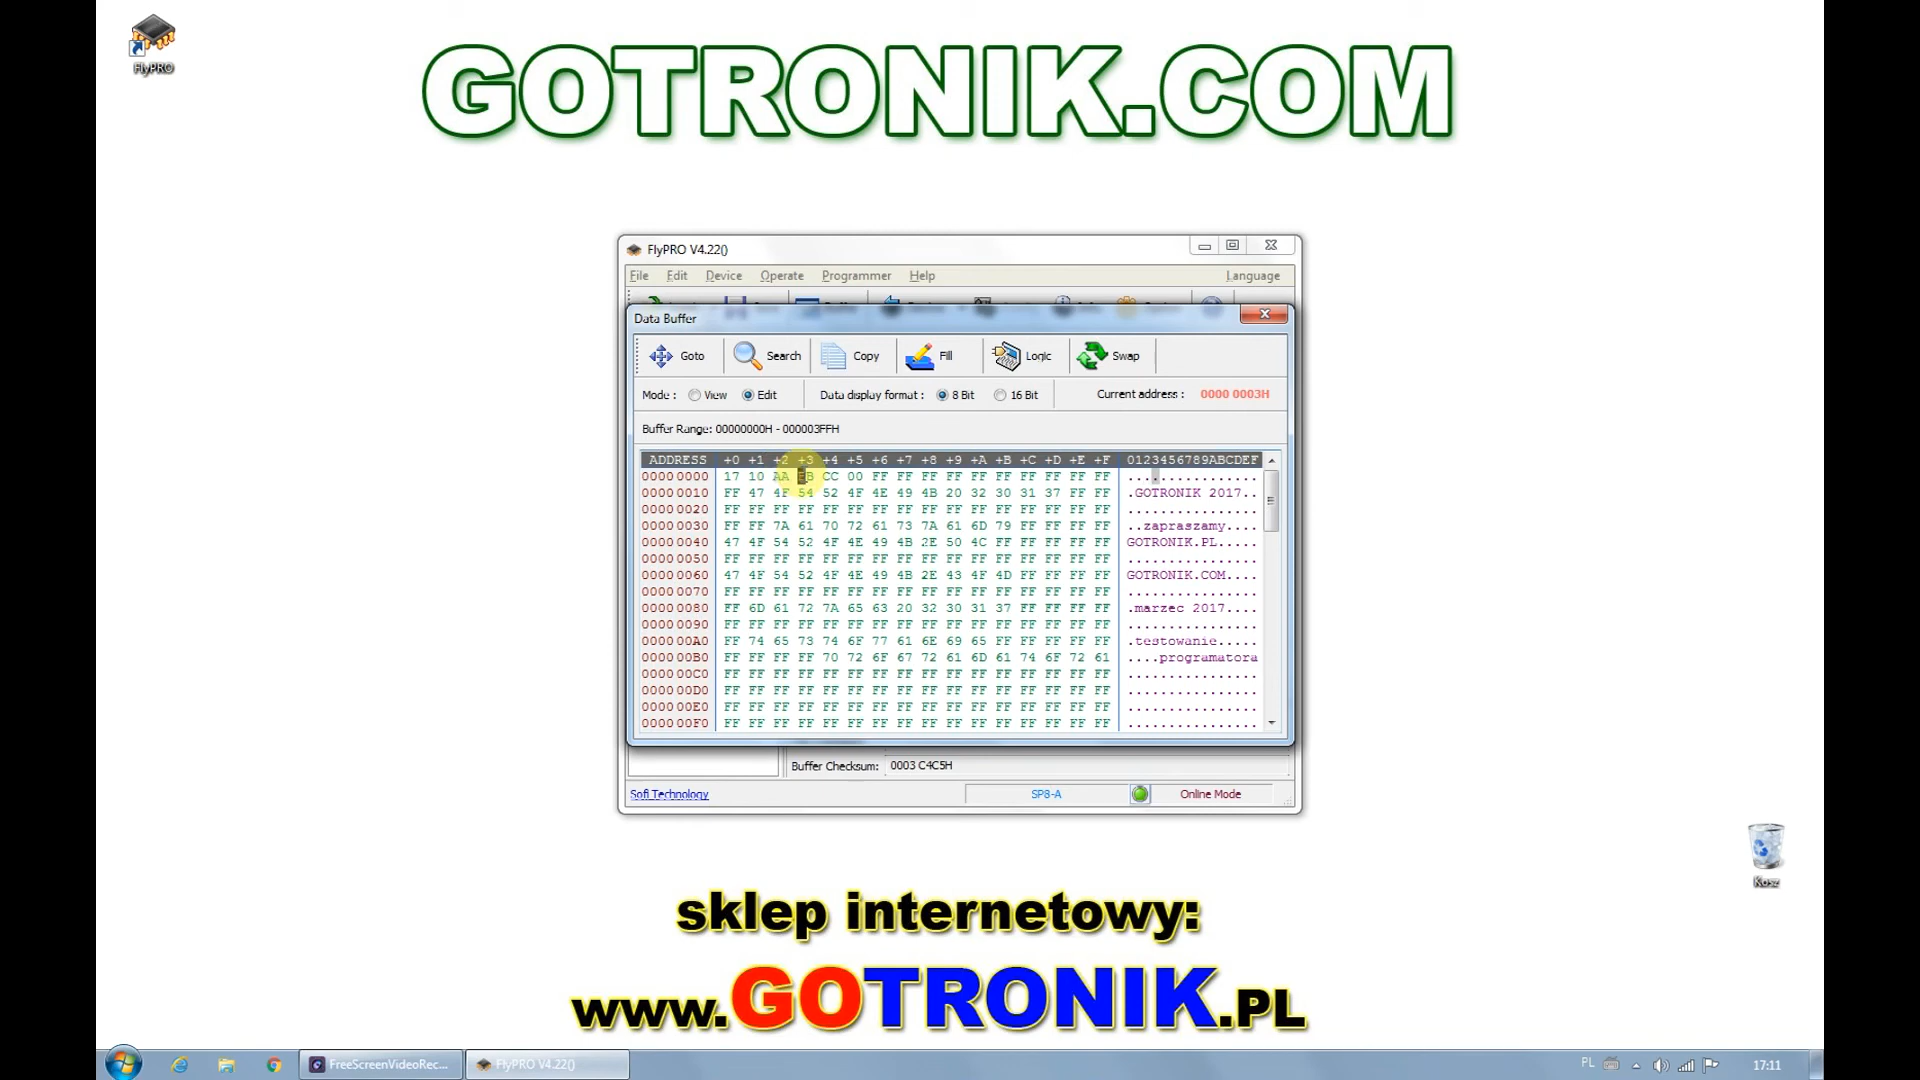 FlyPRO
GOTRONIK.COM
FlyPRO V4.22()
File Edit Device Operate Programmer Help Language
Data Buffer
Goto Search Copy Fill Logic Swap
Mode : View Edit Data display format : 8 Bit 16 Bit Current address : 0000 0003H
Buffer Range: 00000000H - 000003FFH
ADDRESS +0 +1 +2 +3 +4 +5 +6 +7 +8 +9 +A +B +C +D +E +F 0123456789ABCDEF
00000000 17 10 AA BB CC 00 FF FF FF FF FF FF FF FF FF FF ................
00000010 FF 47 4F 54 52 4F 4E 49 4B 20 32 30 31 37 FF FF .GOTRONIK 2017..
00000020 FF FF FF FF FF FF FF FF FF FF FF FF FF FF FF FF ................
00000030 FF FF 7A 61 70 72 61 73 7A 61 6D 79 FF FF FF FF ..zapraszamy....
00000040 47 4F 54 52 4F 4E 49 4B 2E 50 4C FF FF FF FF FF GOTRONIK.PL.....
00000050 FF FF FF FF FF FF FF FF FF FF FF FF FF FF FF FF ................
00000060 47 4F 54 52 4F 4E 49 4B 2E 43 4F 4D FF FF FF FF GOTRONIK.COM....
00000070 FF FF FF FF FF FF FF FF FF FF FF FF FF FF FF FF ................
00000080 FF 6D 61 72 7A 65 63 20 32 30 31 37 FF FF FF FF .marzec 2017....
00000090 FF FF FF FF FF FF FF FF FF FF FF FF FF FF FF FF ................
000000A0 FF 74 65 73 74 6F 77 61 6E 69 65 FF FF FF FF FF .testowanie.....
000000B0 FF FF FF FF 70 72 6F 67 72 61 6D 61 74 6F 72 61 ....programatora
000000C0 FF FF FF FF FF FF FF FF FF FF FF FF FF FF FF FF ................
000000D0 FF FF FF FF FF FF FF FF FF FF FF FF FF FF FF FF ................
000000E0 FF FF FF FF FF FF FF FF FF FF FF FF FF FF FF FF ................
000000F0 FF FF FF FF FF FF FF FF FF FF FF FF FF FF FF FF ................
Buffer Checksum: 0003 C4C5H
Sofi Technology SP8-A Online Mode
Kosz
sklep internetowy:
www.GOTRONIK.PL
FreeScreenVideoRec... FlyPRO V4.22() PL 17:11